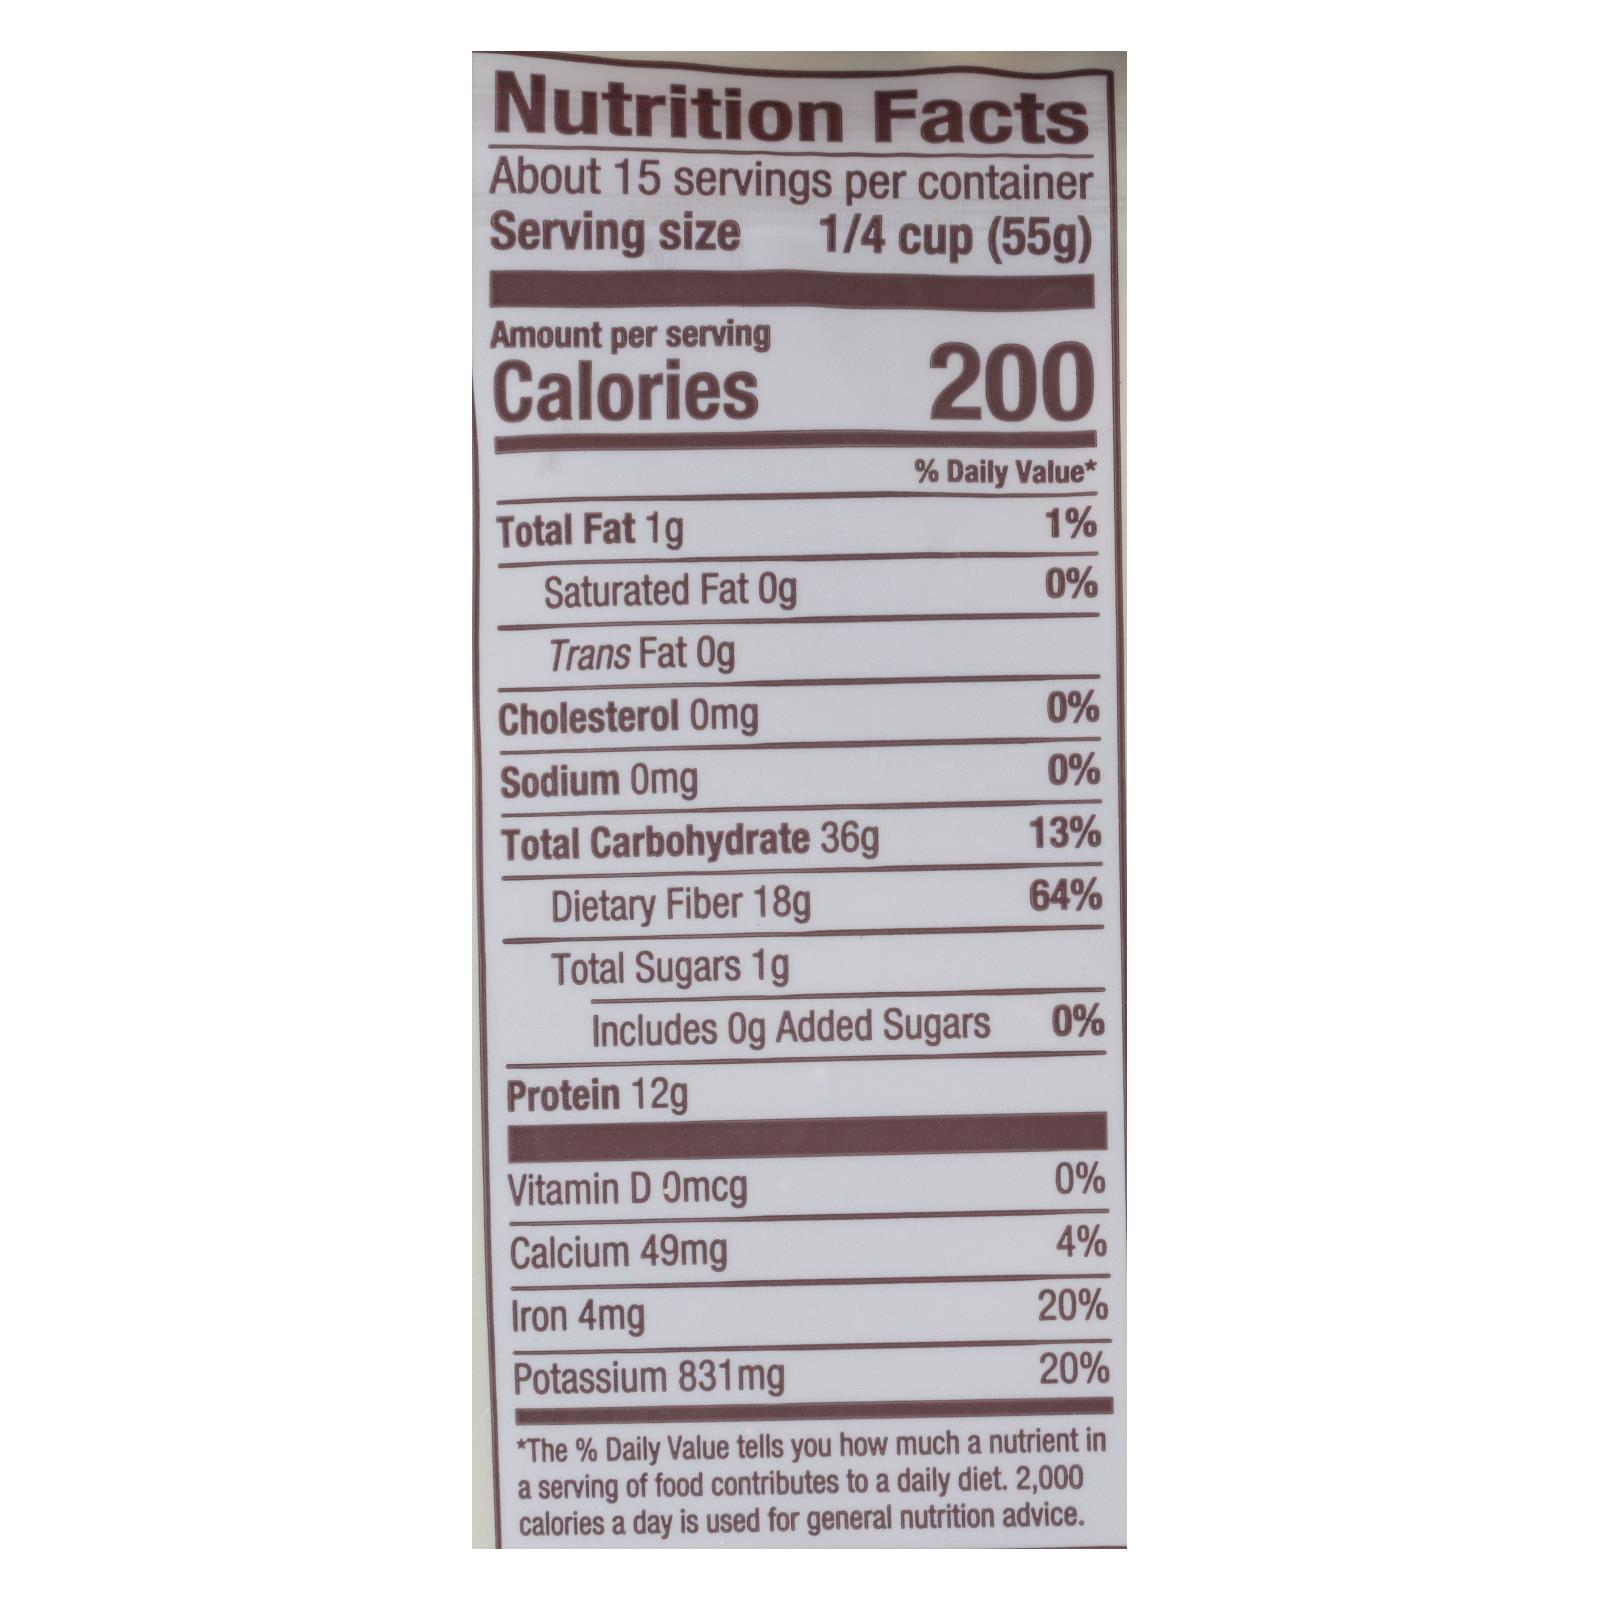 Nutrition Facts
About 15 servings per container
Serving size 1/4 cup (55g)
Amount per serving
Calories 200
% Daily Value*
Total Fat 1g 1%
Saturated Fat 0g 0%
Trans Fat 0g
Cholesterol 0mg 0%
Sodium 0mg 0%
Total Carbohydrate 36g 13%
Dietary Fiber 18g 64%
Total Sugars 1g
Includes 0g Added Sugars 0%
Protein 12g
Vitamin D 0mcg 0%
Calcium 49mg 4%
Iron 4mg 20%
Potassium 831mg 20%
*The % Daily Value tells you how much a nutrient in
a serving of food contributes to a daily diet. 2,000
calories a day is used for general nutrition advice.